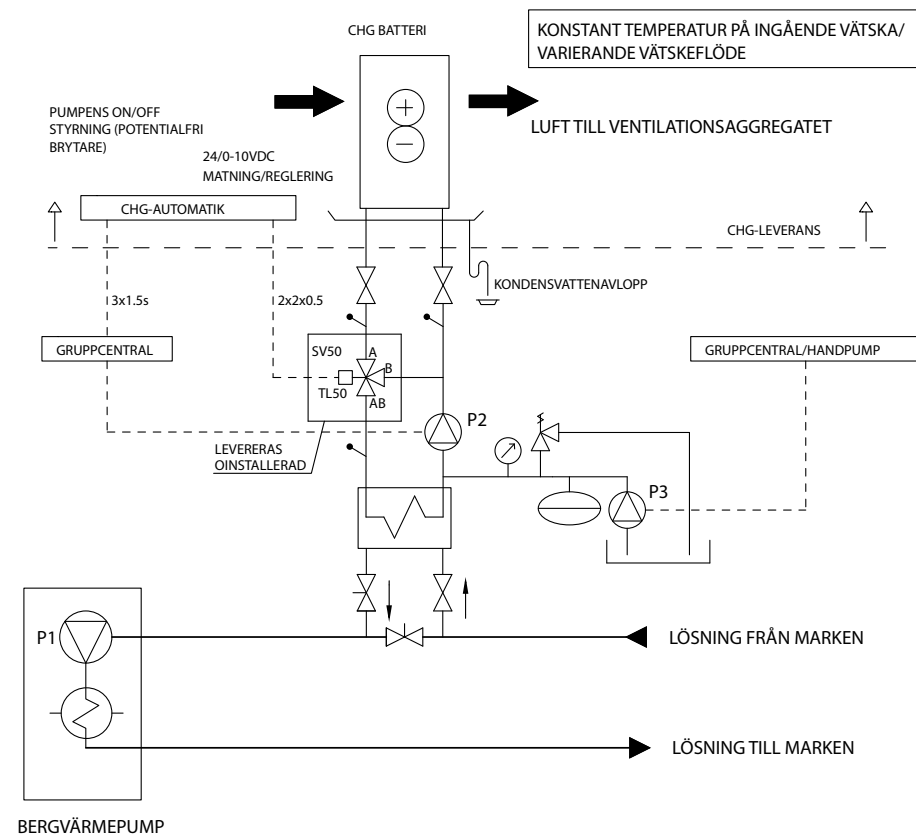 CHG BATTERI
KONSTANT TEMPERATUR PÅ INGÅENDE VÄTSKA/
VARIERANDE VÄTSKEFLÖDE
PUMPENS ON/OFF
STYRNING (POTENTIALFRI
BRYTARE)
LUFT TILL VENTILATIONSAGGREGATET
24/0-10VDC
MATNING/REGLERING
CHG-AUTOMATIK
CHG-LEVERANS
KONDENSVATTENAVLOPP
3x1.5s
2x2x0.5
GRUPPCENTRAL
SV50
A
B
TL50
AB
GRUPPCENTRAL/HANDPUMP
P2
LEVERERAS
OINSTALLERAD
P3
P1
LÖSNING FRÅN MARKEN
LÖSNING TILL MARKEN
BERGVÄRMEPUMP